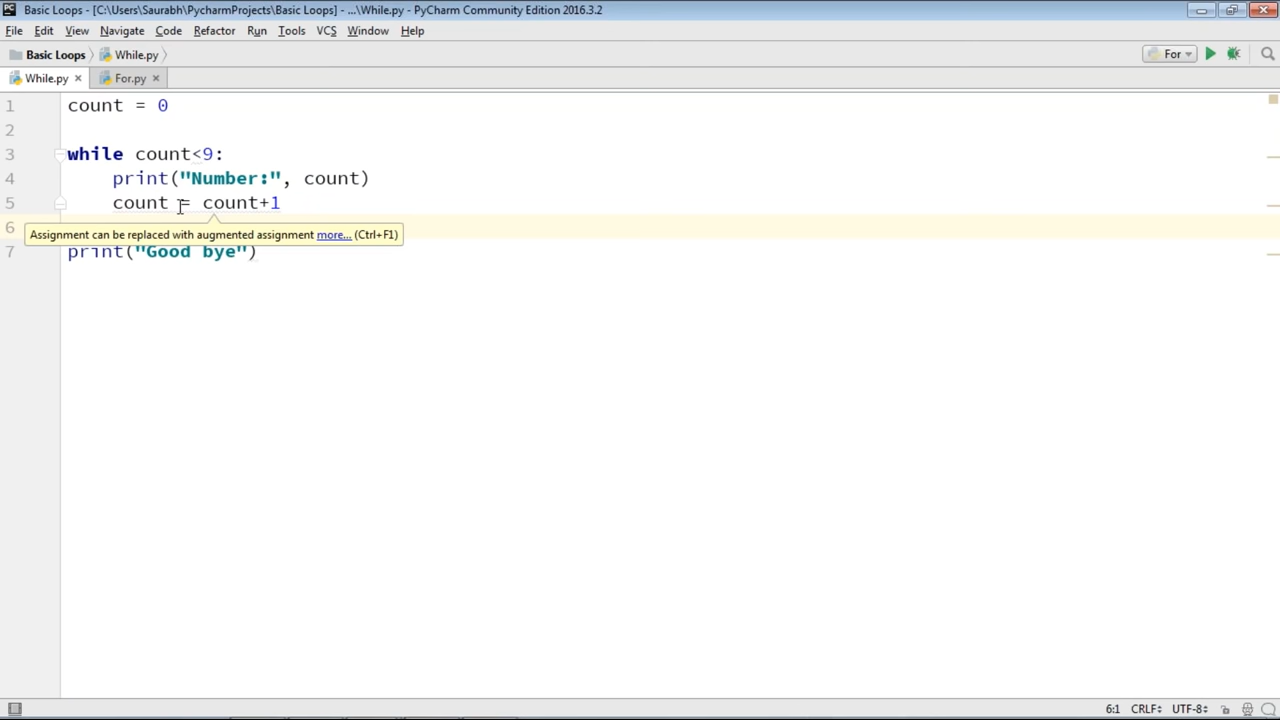 Basic Loops - [C:\Users\Saurabh\PycharmProjects\Basic Loops] - ...\While.py - PyCharm Community Edition 2016.3.2
File Edit View Navigate Code Refactor Run Tools VCS Window Help
Basic Loops While.py For
While.py For.py
1 count = 0
2
3 while count<9:
4 print("Number:", count)
5 count = count+1
6
Assignment can be replaced with augmented assignment more... (Ctrl+F1)
7 print("Good bye")
6:1 CRLF UTF-8